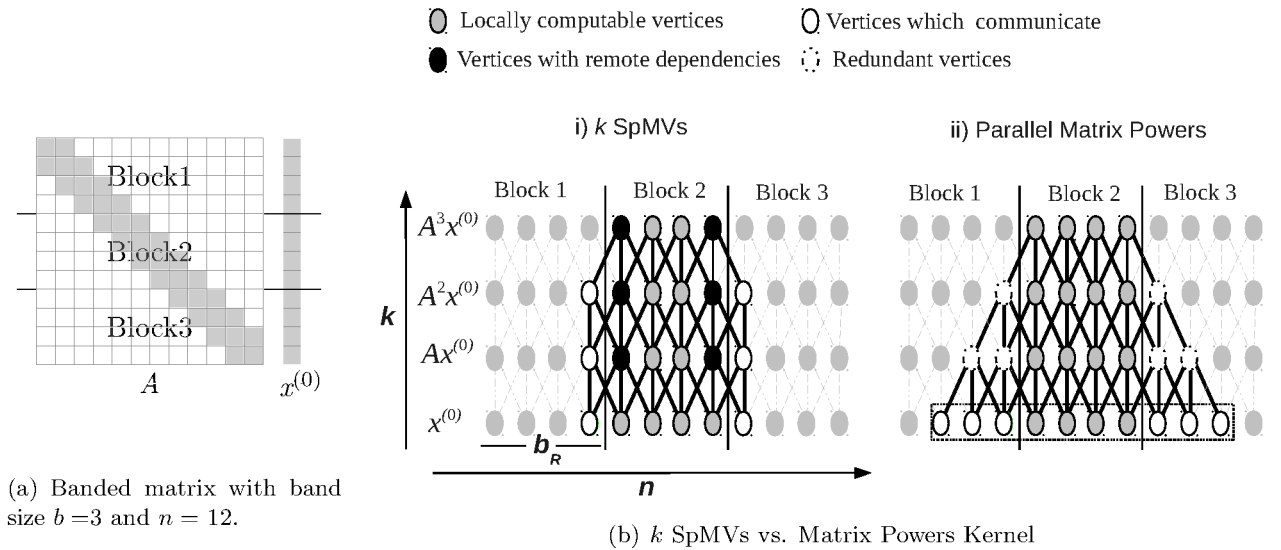 Locally computable vertices
Vertices which communicate
Vertices with remote dependencies
Redundant vertices
i) k SpMVs
ii) Parallel Matrix Powers
Block1
Block2
Block3
A
x⁽⁰⁾
(a) Banded matrix with band
size b =3 and n = 12.
Block 1
Block 2
Block 3
A³x⁽⁰⁾
A²x⁽⁰⁾
Ax⁽⁰⁾
x⁽⁰⁾
k
b_R
n
Block 1
Block 2
Block 3
(b) k SpMVs vs. Matrix Powers Kernel